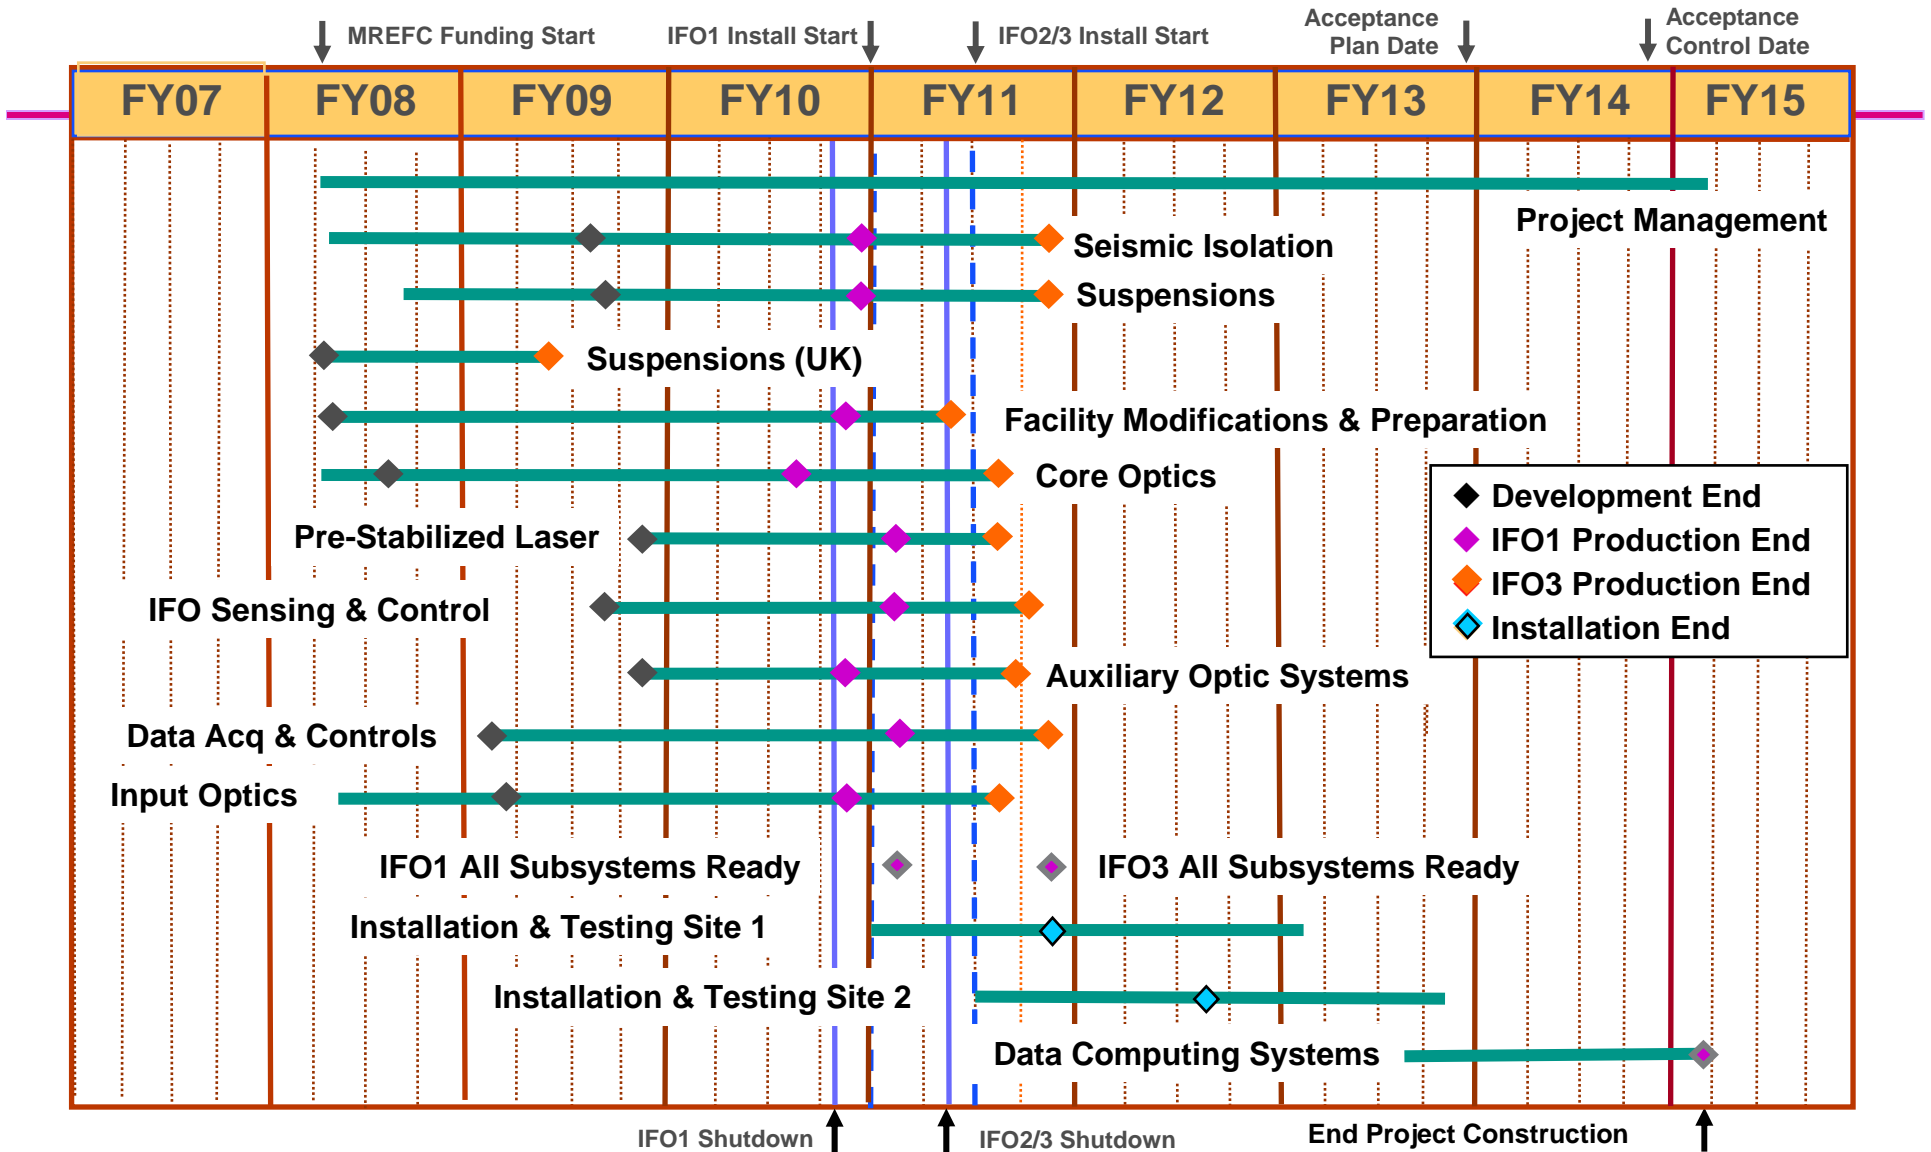 MREFC Funding Start
IFO1 Install Start
IFO2/3 Install Start
Acceptance
Plan Date
Acceptance
Control Date
FY07
FY08
FY09
FY10
FY11
FY12
FY13
FY14
FY15
Project Management
Seismic Isolation
Suspensions
Suspensions (UK)
Facility Modifications & Preparation
Core Optics
Development End
IFO1 Production End
IFO3 Production End
Installation End
Pre-Stabilized Laser
IFO Sensing & Control
Auxiliary Optic Systems
Data Acq & Controls
Input Optics
IFO1 All Subsystems Ready
IFO3 All Subsystems Ready
Installation & Testing Site 1
Installation & Testing Site 2
Data Computing Systems
IFO1 Shutdown
IFO2/3 Shutdown
End Project Construction